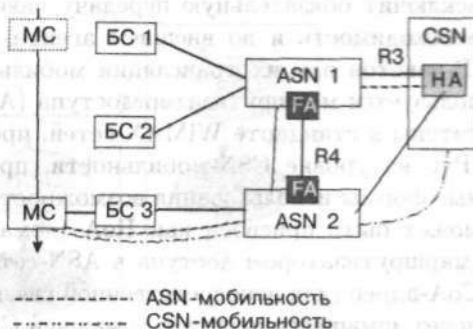 МС
БС 1
БС 2
ASN 1
FA
R3
CSN
HA
R4
МС
БС 3
FA
ASN 2
ASN-мобильность
CSN-мобильность